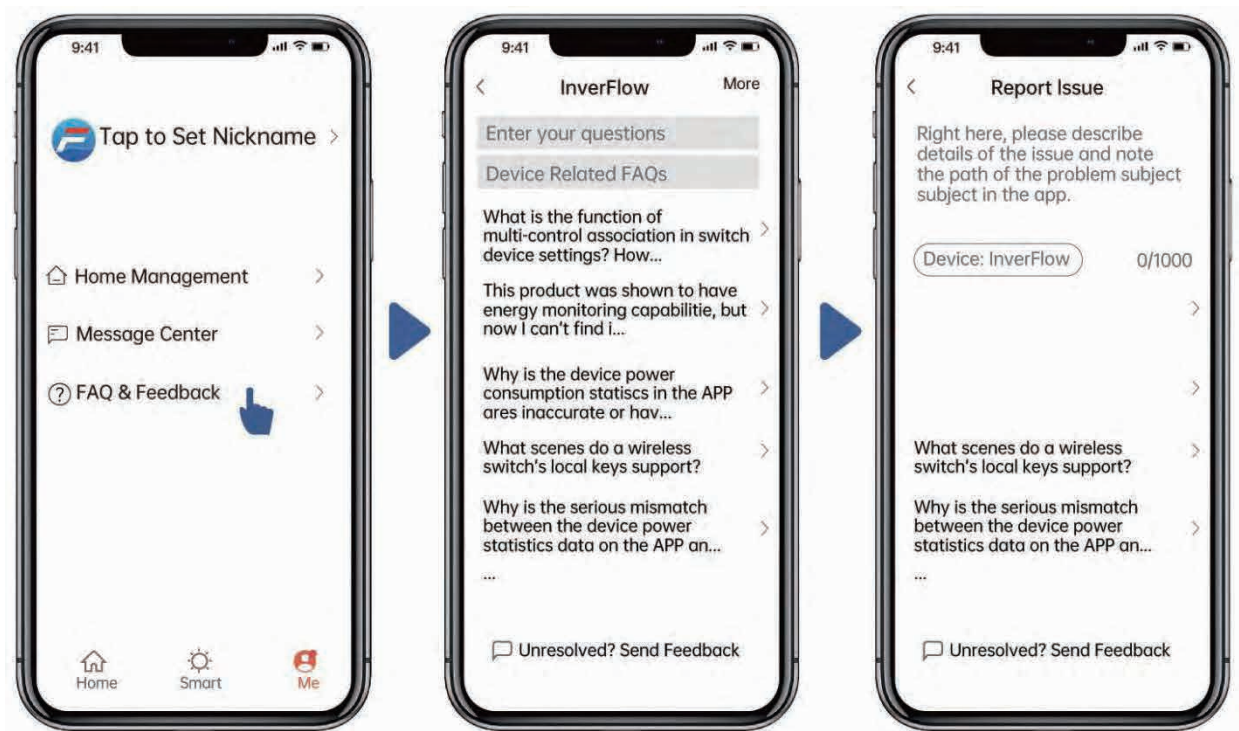 9:41
Tap to Set Nickname
Home Management
Message Center
FAQ & Feedback
Home
Smart
Me
9:41
InverFlow
More
Enter your questions
Device Related FAQs
What is the function of
multi-control association in switch
device settings? How...
This product was shown to have
energy monitoring capabilitie, but
now I can't find i...
Why is the device power
consumption statiscs in the APP
ares inaccurate or hav...
What scenes do a wireless
switch's local keys support?
Why is the serious mismatch
between the device power
statistics data on the APP an...
...
Unresolved? Send Feedback
9:41
Report Issue
Right here, please describe
details of the issue and note
the path of the problem subject
subject in the app.
Device: InverFlow
0/1000
What scenes do a wireless
switch's local keys support?
Why is the serious mismatch
between the device power
statistics data on the APP an...
...
Unresolved? Send Feedback